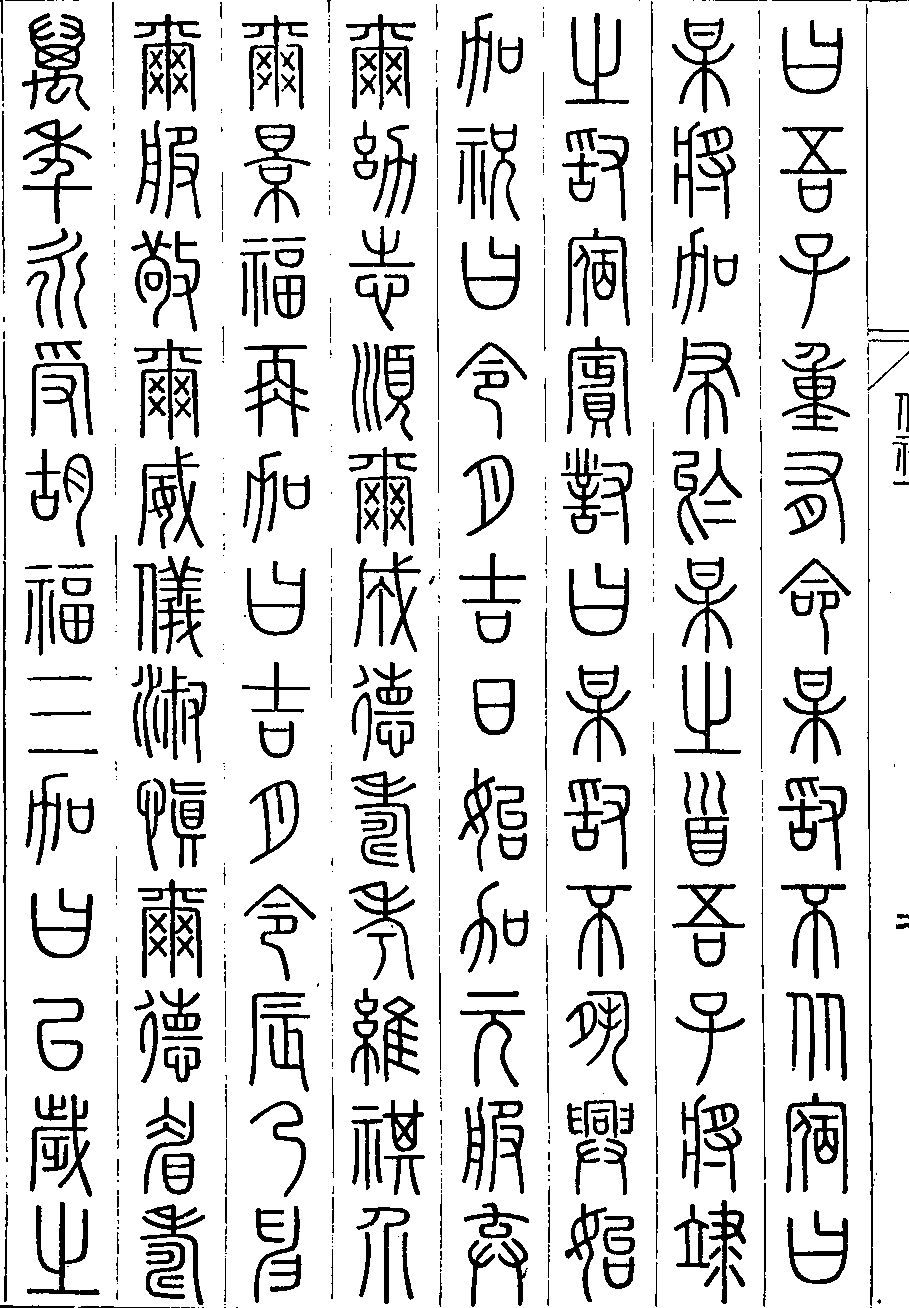 曰吾子重有命某敢不从宿曰
某將加布於某之首吾子將䇐
之敢宿賓對曰某敢不夙興始
加祝曰令月吉日始加元服弃
爾幼志順爾成德壽考維祺介
爾景福再加曰吉月令辰乃申
爾服敬爾威儀淑慎爾德眉壽
萬年永受胡福三加曰以歲之